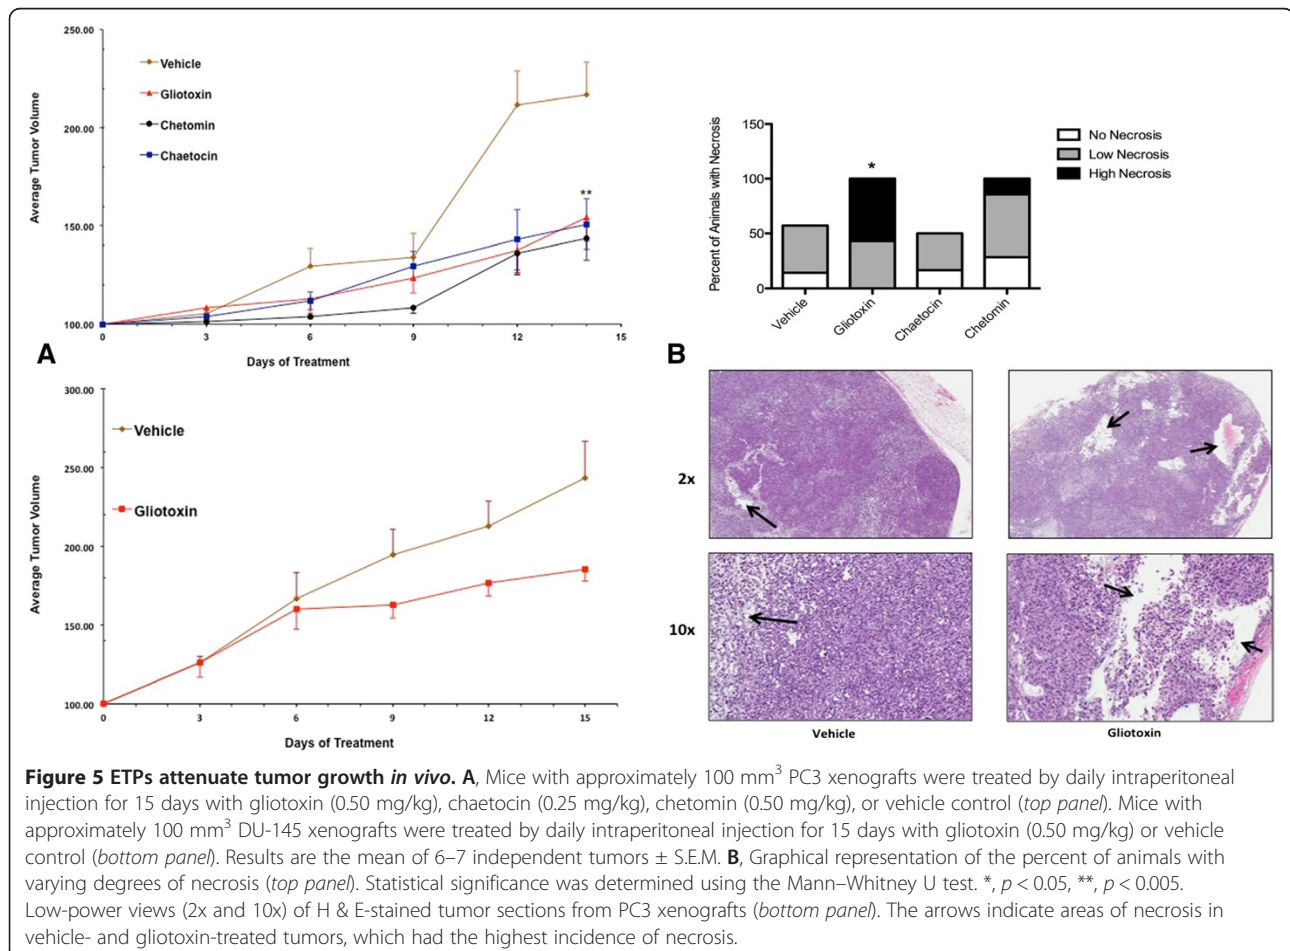 250.00
200.00
150.00
100.00
Average Tumor Volume
Vehicle
Gliotoxin
Chetomin
Chaetocin
**
0
3
6
9
12
15
Days of Treatment
A
300.00
250.00
200.00
150.00
100.00
Average Tumor Volume
Vehicle
Gliotoxin
0
3
6
9
12
15
Days of Treatment
150
100
50
0
Percent of Animals with Necrosis
*
No Necrosis
Low Necrosis
High Necrosis
Vehicle
Gliotoxin
Chaetocin
Chetomin
B
2x
10x
Vehicle
Gliotoxin
Figure 5 ETPs attenuate tumor growth in vivo. A, Mice with approximately 100 mm³ PC3 xenografts were treated by daily intraperitoneal
injection for 15 days with gliotoxin (0.50 mg/kg), chaetocin (0.25 mg/kg), chetomin (0.50 mg/kg), or vehicle control (top panel). Mice with
approximately 100 mm³ DU-145 xenografts were treated by daily intraperitoneal injection for 15 days with gliotoxin (0.50 mg/kg) or vehicle
control (bottom panel). Results are the mean of 6–7 independent tumors ± S.E.M. B, Graphical representation of the percent of animals with
varying degrees of necrosis (top panel). Statistical significance was determined using the Mann–Whitney U test. *, p < 0.05, **, p < 0.005.
Low-power views (2x and 10x) of H & E-stained tumor sections from PC3 xenografts (bottom panel). The arrows indicate areas of necrosis in
vehicle- and gliotoxin-treated tumors, which had the highest incidence of necrosis.